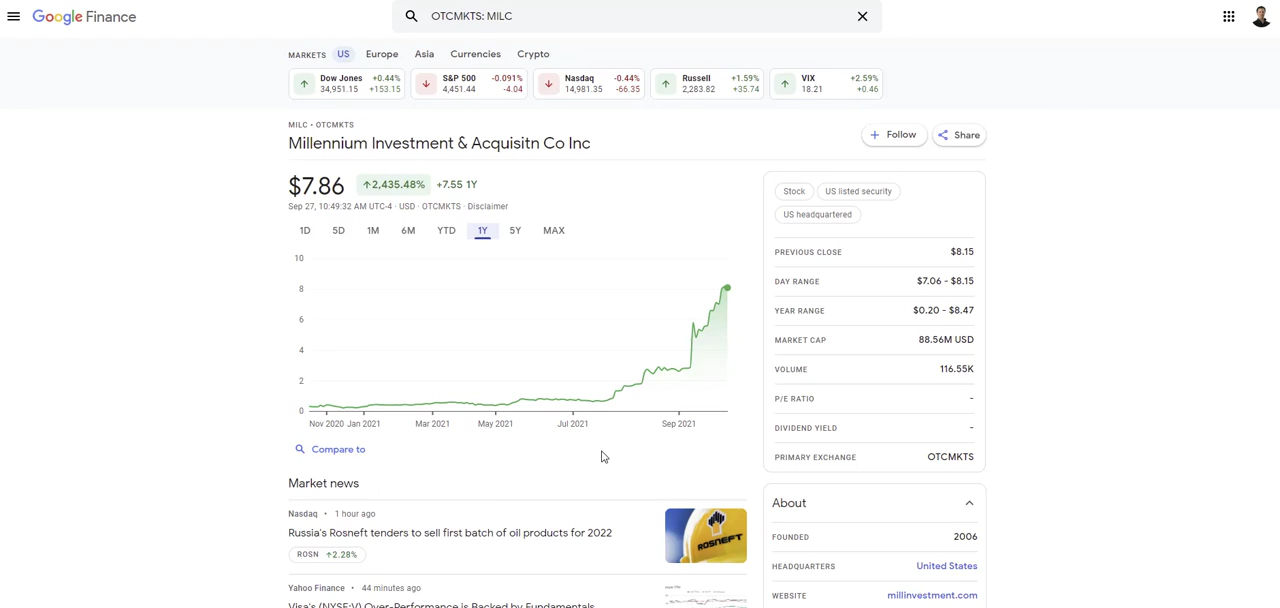 Google Finance
OTCMKTS: MILC
MARKETS US Europe Asia Currencies Crypto
Dow Jones +0.44%
34,951.15 +153.15
S&P 500 -0.091%
4,451.44 -4.04
Nasdaq -0.44%
14,981.35 -66.35
Russell +1.59%
2,283.82 +35.74
VIX +2.59%
18.21 +0.46
MILC • OTCMKTS
Millennium Investment & Acquisitn Co Inc
Follow
Share
$7.86 ↑2,435.48% +7.55 1Y
Sep 27, 10:49:32 AM UTC-4 · USD · OTCMKTS · Disclaimer
1D 5D 1M 6M YTD 1Y 5Y MAX
10
8
6
4
2
0
Nov 2020 Jan 2021 Mar 2021 May 2021 Jul 2021 Sep 2021
Compare to
Stock US listed security
US headquartered
PREVIOUS CLOSE $8.15
DAY RANGE $7.06 - $8.15
YEAR RANGE $0.20 - $8.47
MARKET CAP 88.56M USD
VOLUME 116.55K
P/E RATIO -
DIVIDEND YIELD -
PRIMARY EXCHANGE OTCMKTS
Market news
Nasdaq • 1 hour ago
Russia's Rosneft tenders to sell first batch of oil products for 2022
ROSN ↑2.28%
ROSNEFT
Yahoo Finance • 44 minutes ago
Visa's (NYSE:V) Over-Performance is Backed by Fundamentals
About
FOUNDED 2006
HEADQUARTERS United States
WEBSITE millinvestment.com